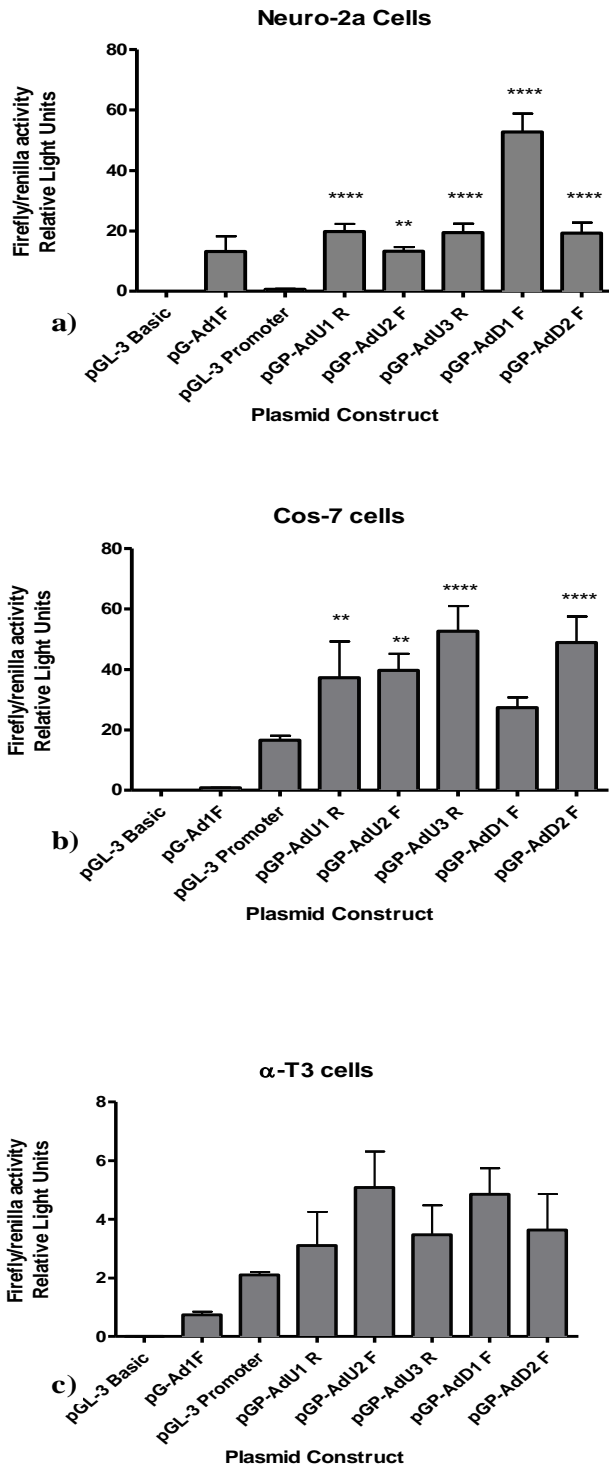 Neuro-2a Cells
Firefly/renilla activity
Relative Light Units
80
60
40
20
0
****
**
****
****
****
a)
pGL-3 Basic
pG-Ad1F
pGL-3 Promoter
pGP-AdU1 R
pGP-AdU2 F
pGP-AdU3 R
pGP-AdD1 F
pGP-AdD2 F
Plasmid Construct
Cos-7 cells
Firefly/renilla activity
Relative Light Units
80
60
40
20
0
**
**
****
****
b)
pGL-3 Basic
pG-Ad1F
pGL-3 Promoter
pGP-AdU1 R
pGP-AdU2 F
pGP-AdU3 R
pGP-AdD1 F
pGP-AdD2 F
Plasmid Construct
α-T3 cells
Firefly/renilla activity
Relative Light Units
8
6
4
2
0
c)
pGL-3 Basic
pG-Ad1F
pGL-3 Promoter
pGP-AdU1 R
pGP-AdU2 F
pGP-AdU3 R
pGP-AdD1 F
pGP-AdD2 F
Plasmid Construct